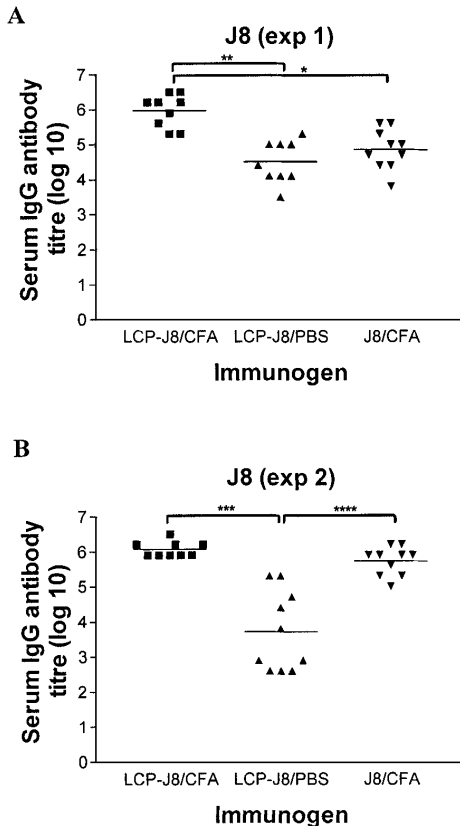 A
J8 (exp 1)
**
*
7
6
5
4
3
2
1
0
Serum IgG antibody
titre (log 10)
LCP-J8/CFA LCP-J8/PBS J8/CFA
Immunogen
B
J8 (exp 2)
*** ****
7
6
5
4
3
2
1
0
Serum IgG antibody
titre (log 10)
LCP-J8/CFA LCP-J8/PBS J8/CFA
Immunogen